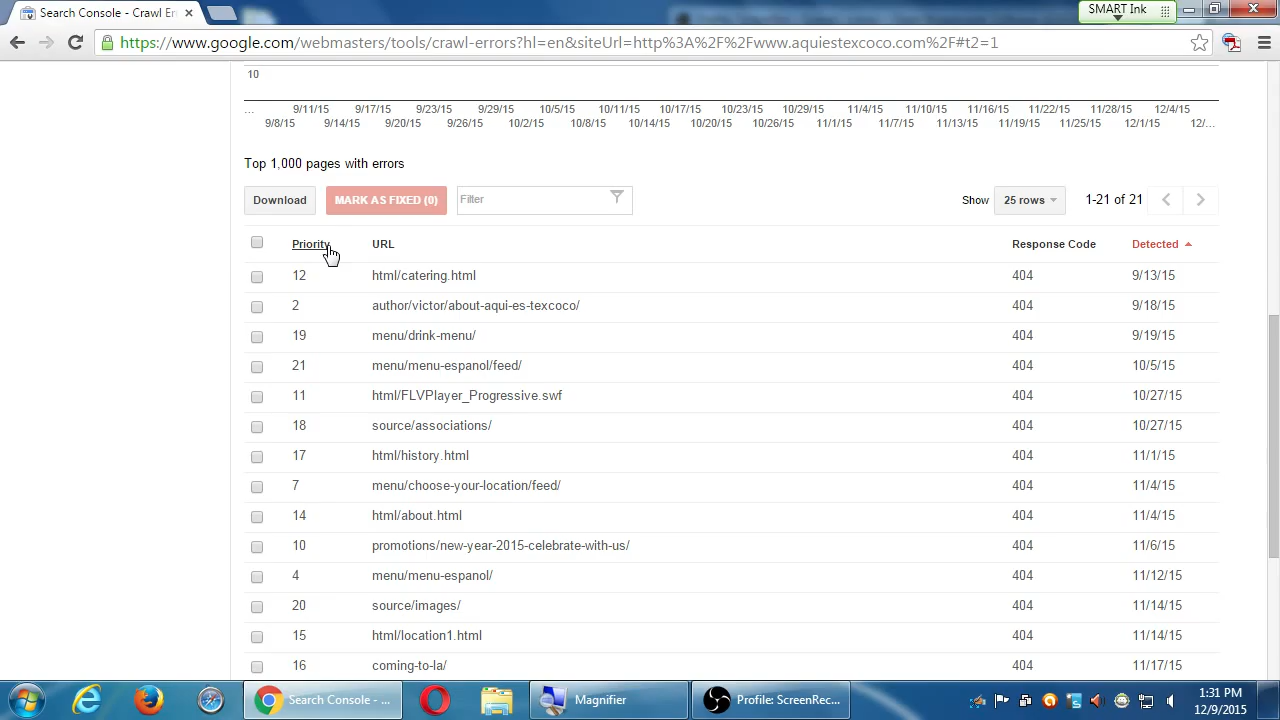 Search Console - Crawl Er
SMART Ink
https://www.google.com/webmasters/tools/crawl-errors?hl=en&siteUrl=http%3A%2F%2Fwww.aquiestexcoco.com%2F#t2=1
10
... 9/11/15 9/17/15 9/23/15 9/29/15 10/5/15 10/11/15 10/17/15 10/23/15 10/29/15 11/4/15 11/10/15 11/16/15 11/22/15 11/28/15 12/4/15
9/8/15 9/14/15 9/20/15 9/26/15 10/2/15 10/8/15 10/14/15 10/20/15 10/26/15 11/1/15 11/7/15 11/13/15 11/19/15 11/25/15 12/1/15 12/...
Top 1,000 pages with errors
Download MARK AS FIXED (0) Filter Show 25 rows 1-21 of 21
Priority URL Response Code Detected
12 html/catering.html 404 9/13/15
2 author/victor/about-aqui-es-texcoco/ 404 9/18/15
19 menu/drink-menu/ 404 9/19/15
21 menu/menu-espanol/feed/ 404 10/5/15
11 html/FLVPlayer_Progressive.swf 404 10/27/15
18 source/associations/ 404 10/27/15
17 html/history.html 404 11/1/15
7 menu/choose-your-location/feed/ 404 11/4/15
14 html/about.html 404 11/4/15
10 promotions/new-year-2015-celebrate-with-us/ 404 11/6/15
4 menu/menu-espanol/ 404 11/12/15
20 source/images/ 404 11/14/15
15 html/location1.html 404 11/14/15
16 coming-to-la/ 404 11/17/15
Search Console - ... Magnifier Profile: ScreenRec... 1:31 PM
12/9/2015